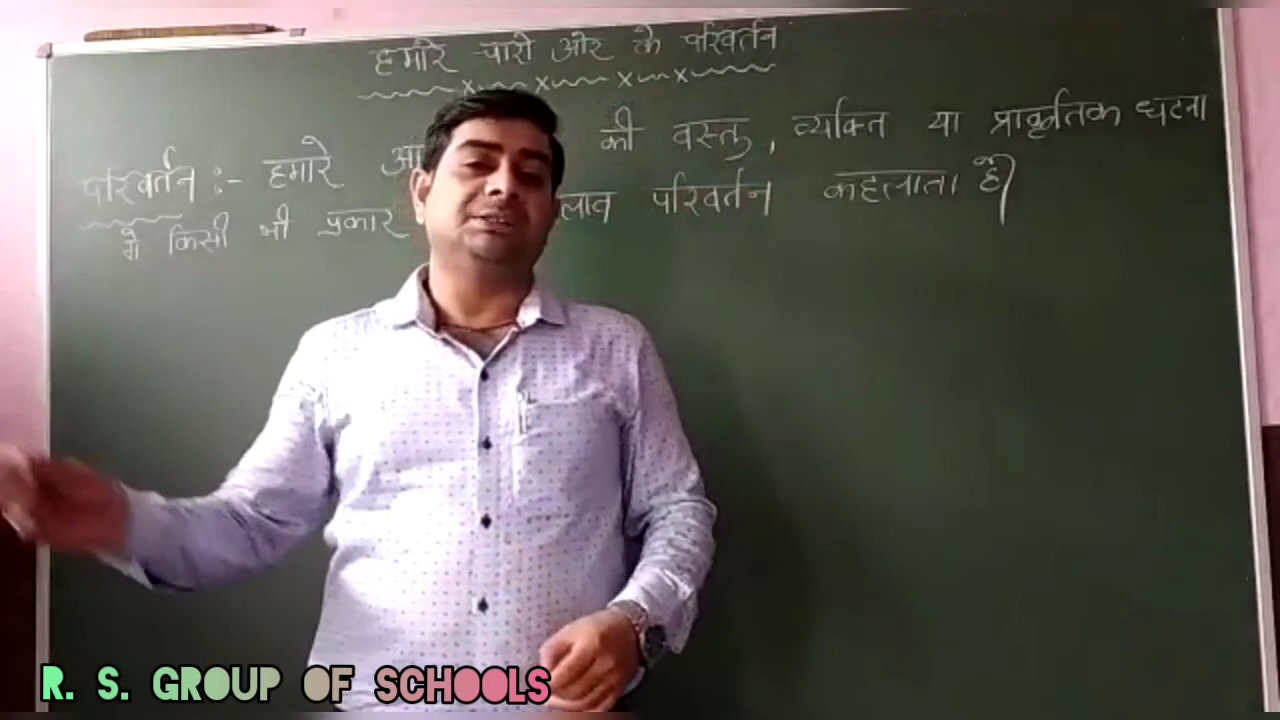 हमारे चारो ओर के परिवर्तन
परिवर्तन :- हमारे की वस्तु, व्यक्ति या प्राकृतिक घटना
मे किसी भी प्रकार परिवर्तन कहलाता है।
R. S. GROUP OF SCHOOLS